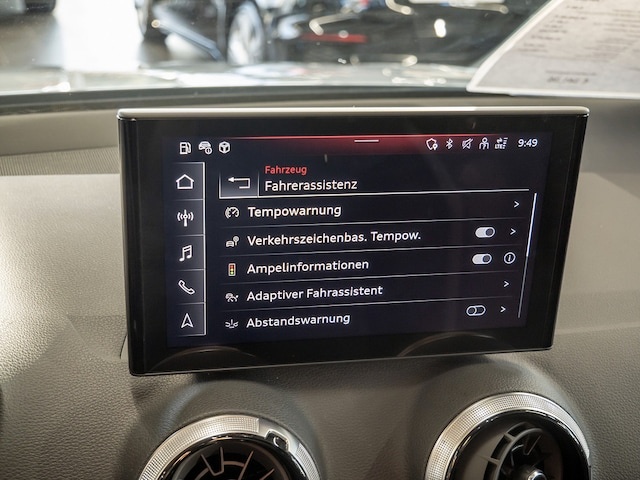 9:49
Fahrzeug
Fahrerassistenz
Tempowarnung
Verkehrszeichenbas. Tempow.
Ampelinformationen
Adaptiver Fahrassistent
Abstandswarnung